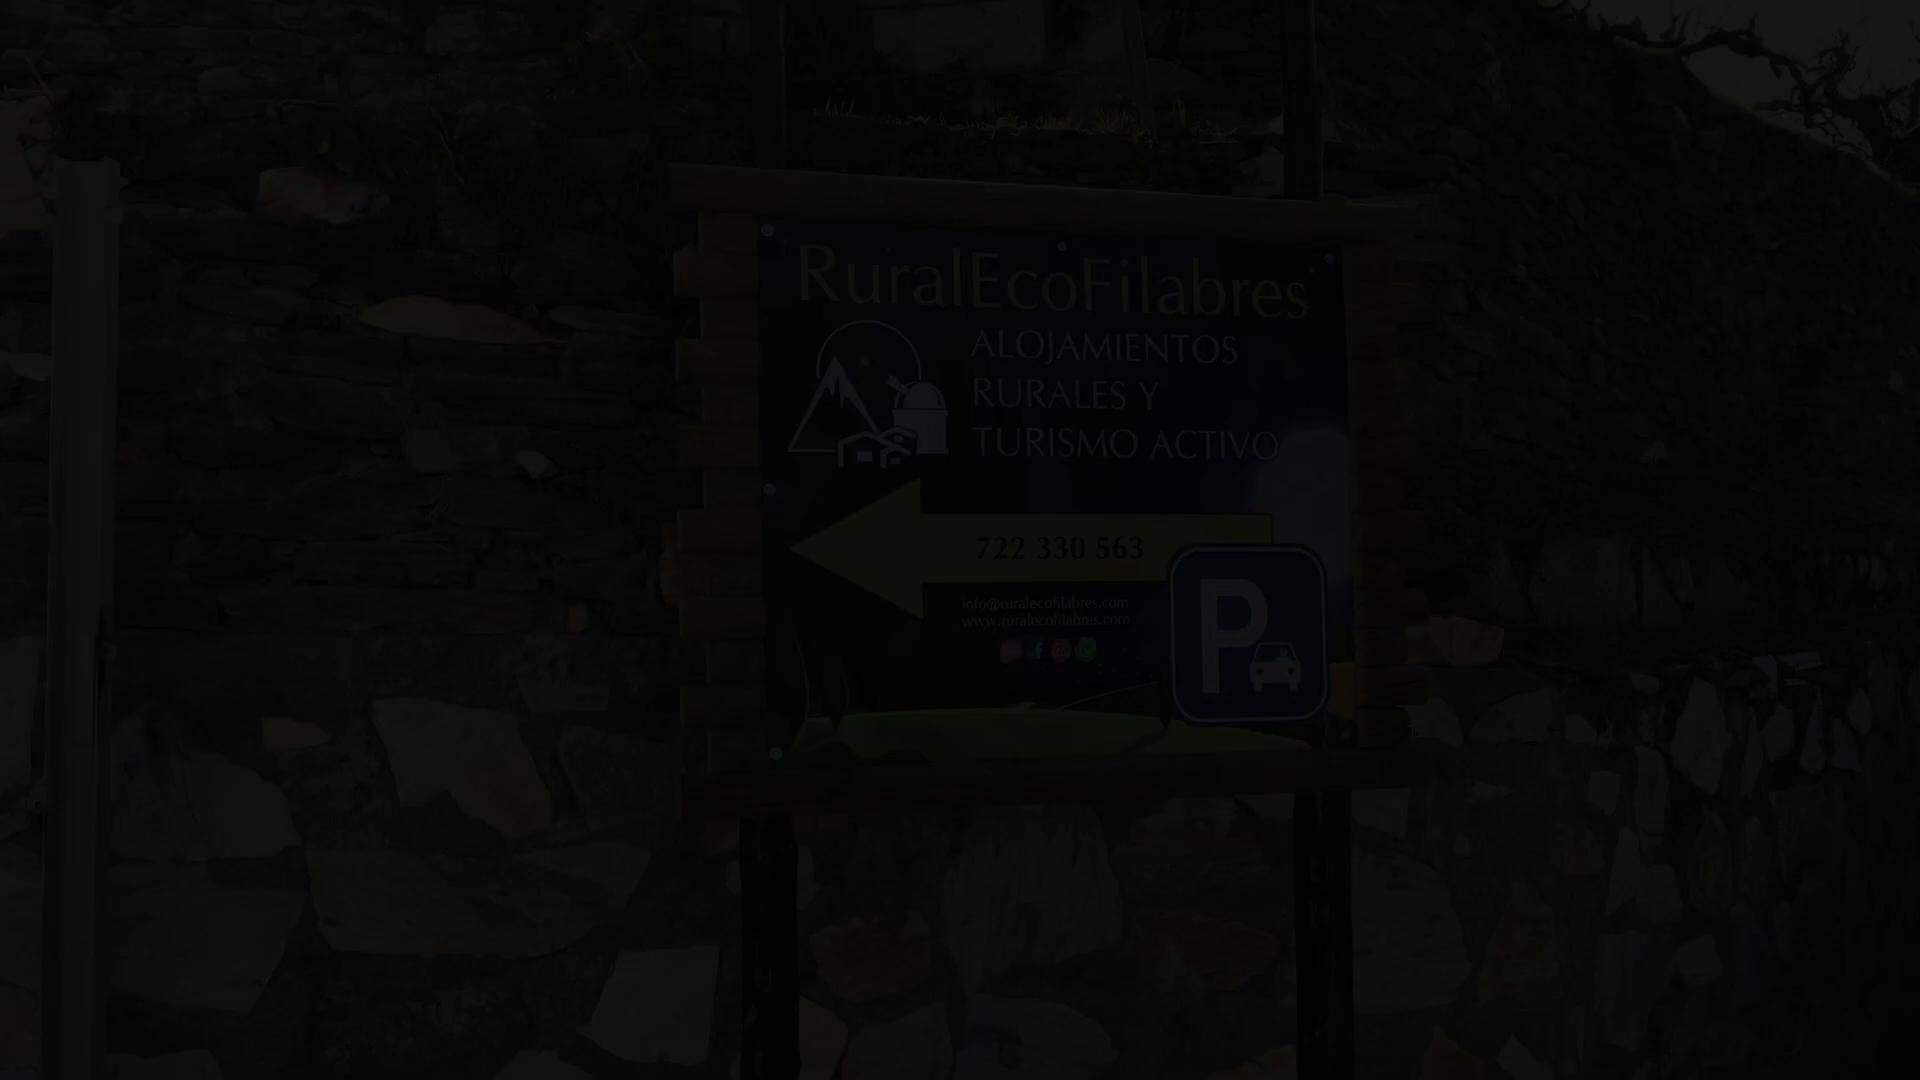 RuralEcoFilabres
ALOJAMIENTOS
RURALES Y
TURISMO ACTIVO
722 330 563
info@ruralecofilabres.com
www.ruralecofilabres.com
P